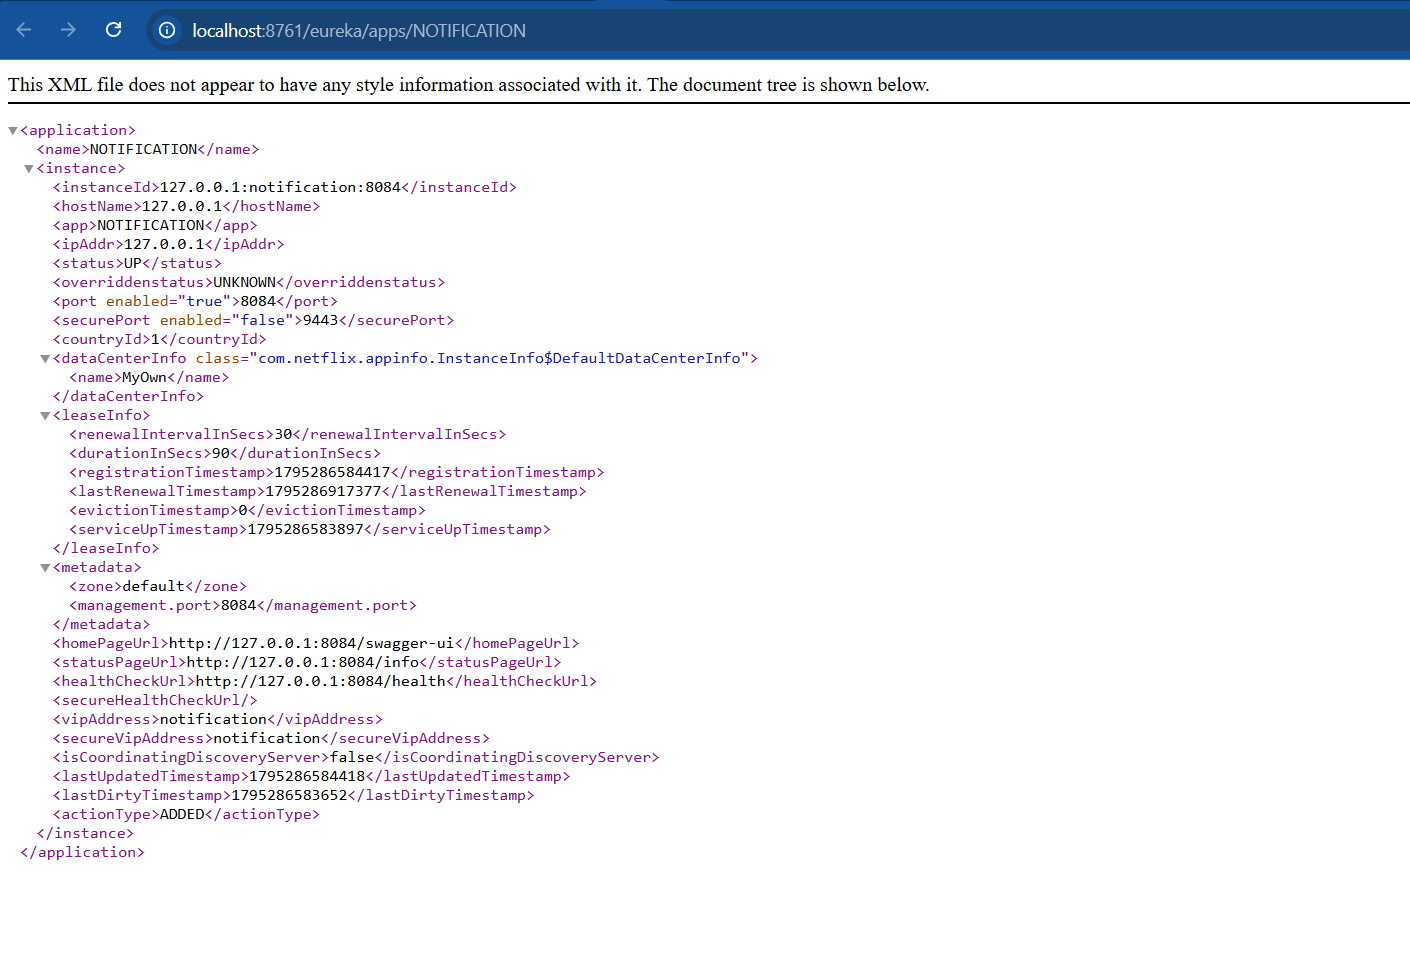 localhost:8761/eureka/apps/NOTIFICATION
This XML file does not appear to have any style information associated with it. The document tree is shown below.
<application>
<name>NOTIFICATION</name>
<instance>
<instanceId>127.0.0.1:notification:8084</instanceId>
<hostName>127.0.0.1</hostName>
<app>NOTIFICATION</app>
<ipAddr>127.0.0.1</ipAddr>
<status>UP</status>
<overriddenstatus>UNKNOWN</overriddenstatus>
<port enabled="true">8084</port>
<securePort enabled="false">9443</securePort>
<countryId>1</countryId>
<dataCenterInfo class="com.netflix.appinfo.InstanceInfo$DefaultDataCenterInfo">
<name>MyOwn</name>
</dataCenterInfo>
<leaseInfo>
<renewalIntervalInSecs>30</renewalIntervalInSecs>
<durationInSecs>90</durationInSecs>
<registrationTimestamp>1795286584417</registrationTimestamp>
<lastRenewalTimestamp>1795286917377</lastRenewalTimestamp>
<evictionTimestamp>0</evictionTimestamp>
<serviceUpTimestamp>1795286583897</serviceUpTimestamp>
</leaseInfo>
<metadata>
<zone>default</zone>
<management.port>8084</management.port>
</metadata>
<homePageUrl>http://127.0.0.1:8084/swagger-ui</homePageUrl>
<statusPageUrl>http://127.0.0.1:8084/info</statusPageUrl>
<healthCheckUrl>http://127.0.0.1:8084/health</healthCheckUrl>
<secureHealthCheckUrl/>
<vipAddress>notification</vipAddress>
<secureVipAddress>notification</secureVipAddress>
<isCoordinatingDiscoveryServer>false</isCoordinatingDiscoveryServer>
<lastUpdatedTimestamp>1795286584418</lastUpdatedTimestamp>
<lastDirtyTimestamp>1795286583652</lastDirtyTimestamp>
<actionType>ADDED</actionType>
</instance>
</application>